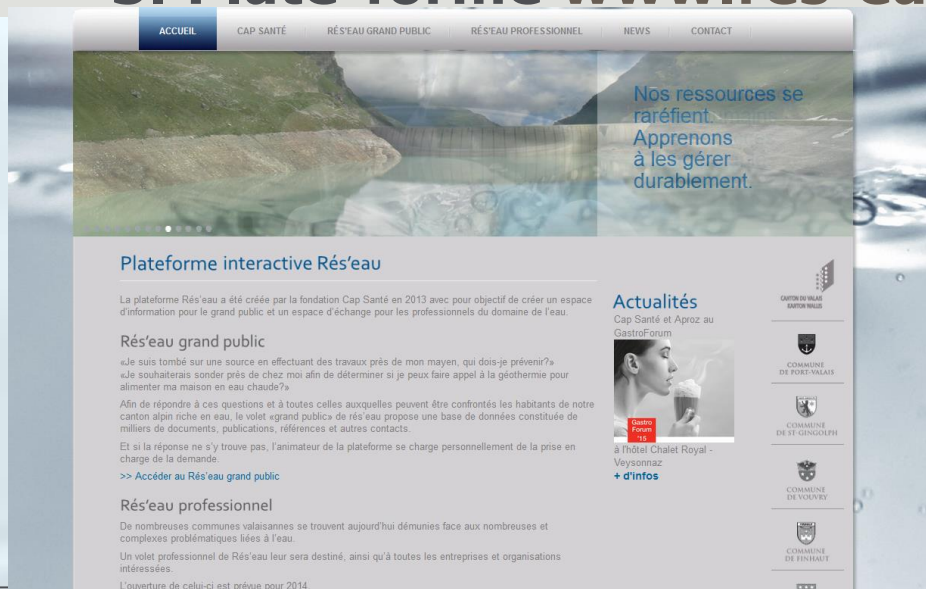 ACCUEIL CAP SANTÉ RÉS'EAU GRAND PUBLIC RÉS'EAU PROFESSIONNEL NEWS CONTACT
Nos ressources se
raréfient.
Apprenons
à les gérer
durablement.
Plateforme interactive Rés'eau
La plateforme Rés'eau a été créée par la fondation Cap Santé en 2013 avec pour objectif de créer un espace
d'information pour le grand public et un espace d'échange pour les professionnels du domaine de l'eau.
Rés'eau grand public
«Je suis tombé sur une source en effectuant des travaux près de mon mayen, qui dois-je prévenir?»
«Je souhaiterais sonder près de chez moi afin de déterminer si je peux faire appel à la géothermie pour
alimenter ma maison en eau chaude?»
Afin de répondre à ces questions et à toutes celles auxquelles peuvent être confrontés les habitants de notre
canton alpin riche en eau, le volet «grand public» de rés'eau propose une base de données constituée de
milliers de documents, publications, références et autres contacts.
Et si la réponse ne s'y trouve pas, l'animateur de la plateforme se charge personnellement de la prise en
charge de la demande.
>> Accéder au Rés'eau grand public
Rés'eau professionnel
De nombreuses communes valaisannes se trouvent aujourd'hui démunies face aux nombreuses et
complexes problématiques liées à l'eau.
Un volet professionnel de Rés'eau leur sera destiné, ainsi qu'à toutes les entreprises et organisations
intéressées.
L'ouverture de celui-ci est prévue pour 2014.
Actualités
Cap Santé et Aproz au
GastroForum
Gastro
Forum
'15
à l'hôtel Chalet Royal -
Veysonnaz
+ d'infos
CANTON DU VALAIS
KANTON WALLIS
COMMUNE
DE PORT-VALAIS
COMMUNE
DE ST-GINGOLPH
COMMUNE
DE VOUVRY
COMMUNE
DE FINHAUT